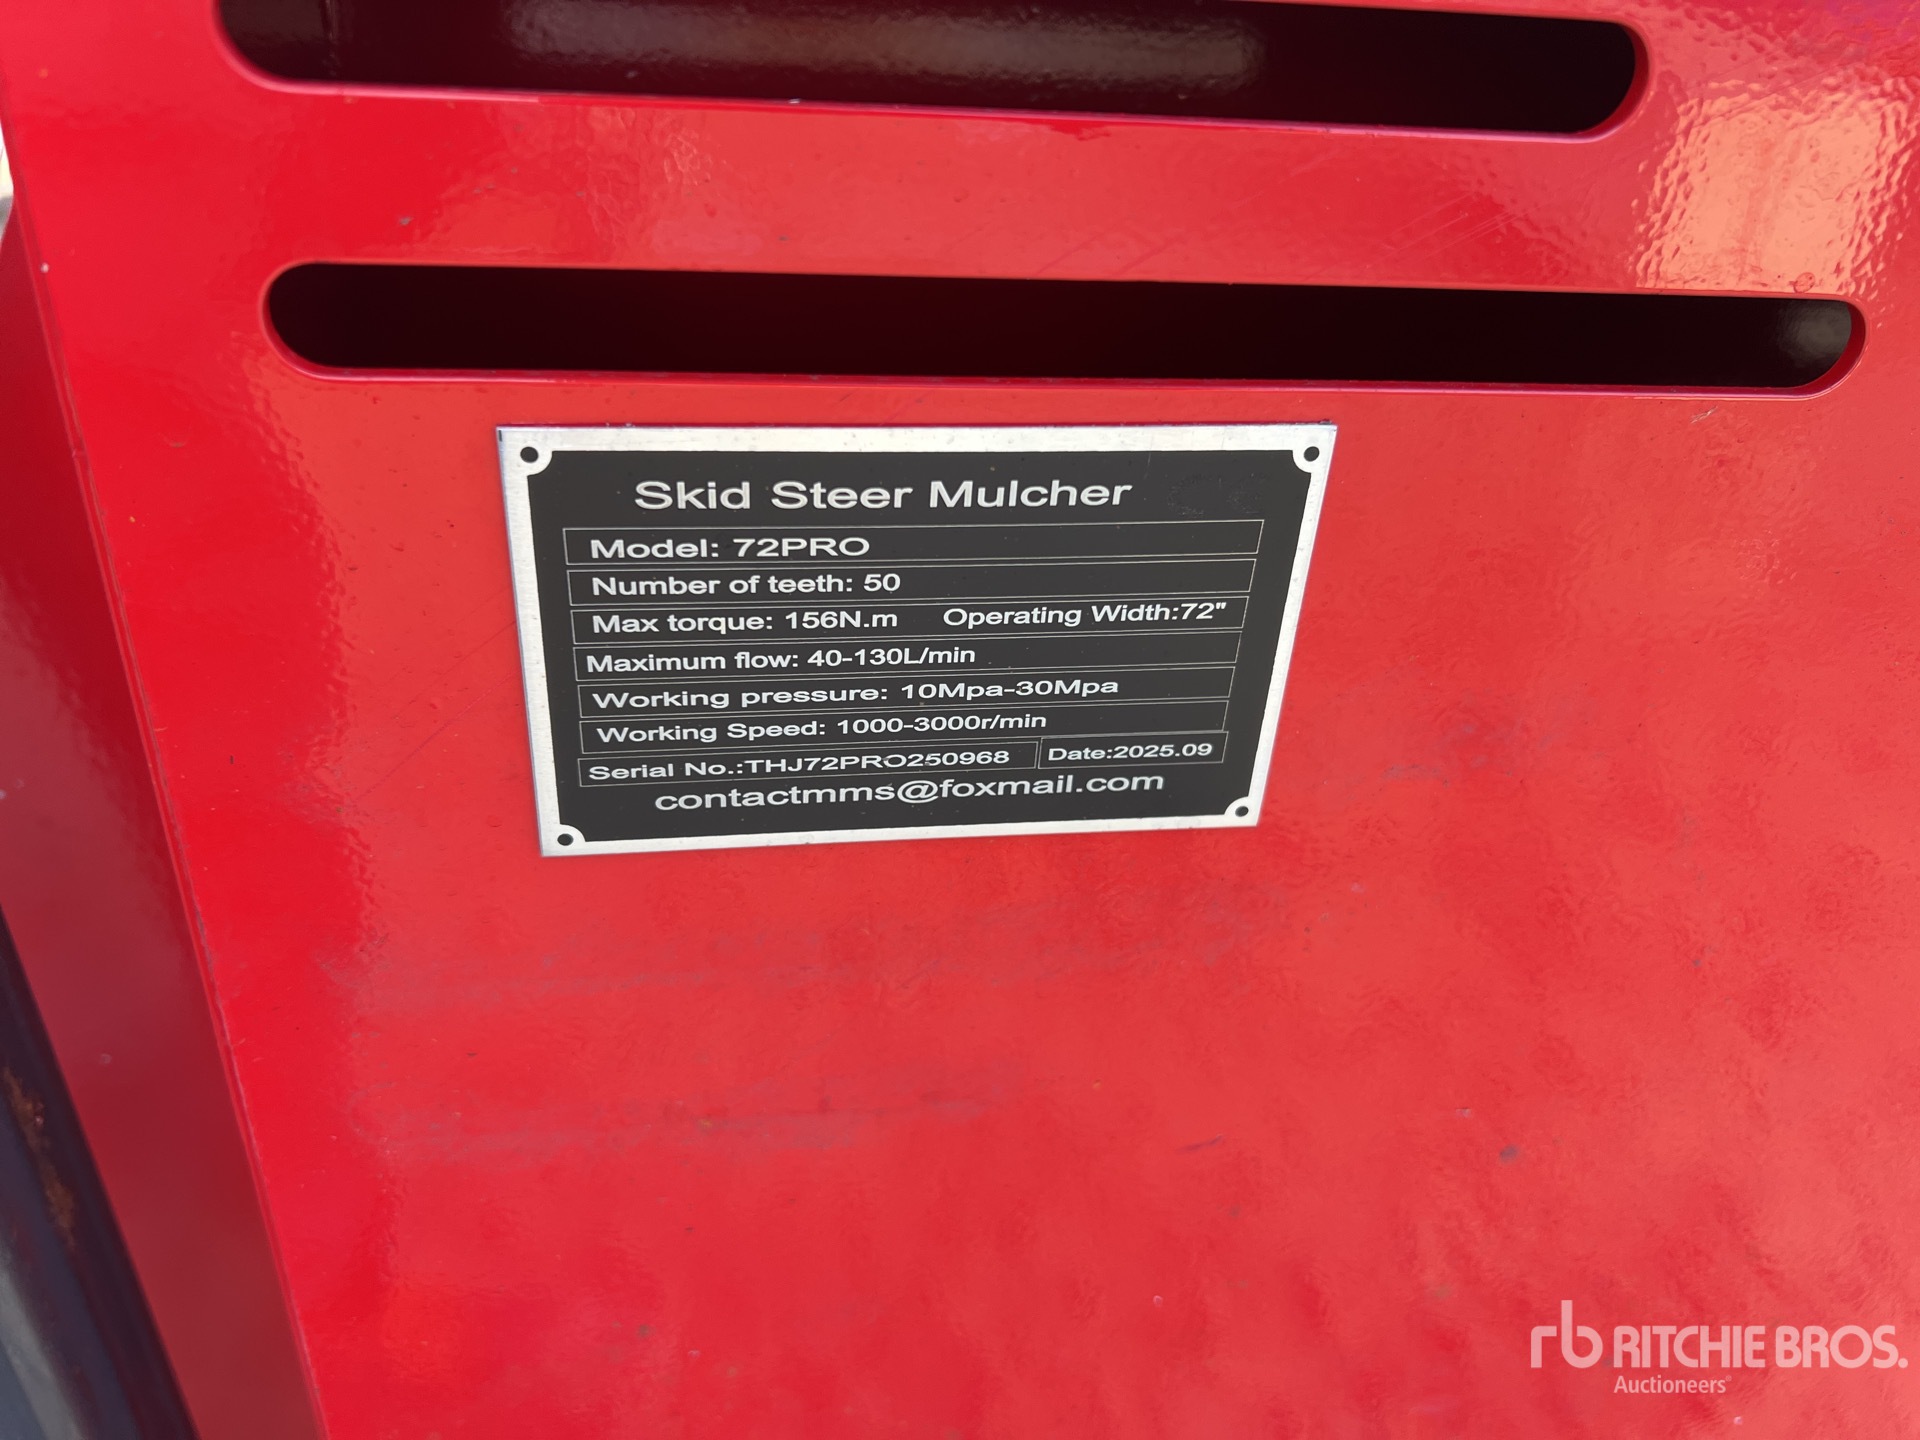 Skid Steer Mulcher
Model: 72PRO
Number of teeth: 50
Max torque: 156N.m Operating Width:72"
Maximum flow: 40-130L/min
Working pressure: 10Mpa-30Mpa
Working Speed: 1000-3000r/min
Serial No.:THJ72PRO250968 Date:2025.09
contactmms@foxmail.com
rb RITCHIE BROS.
Auctioneers